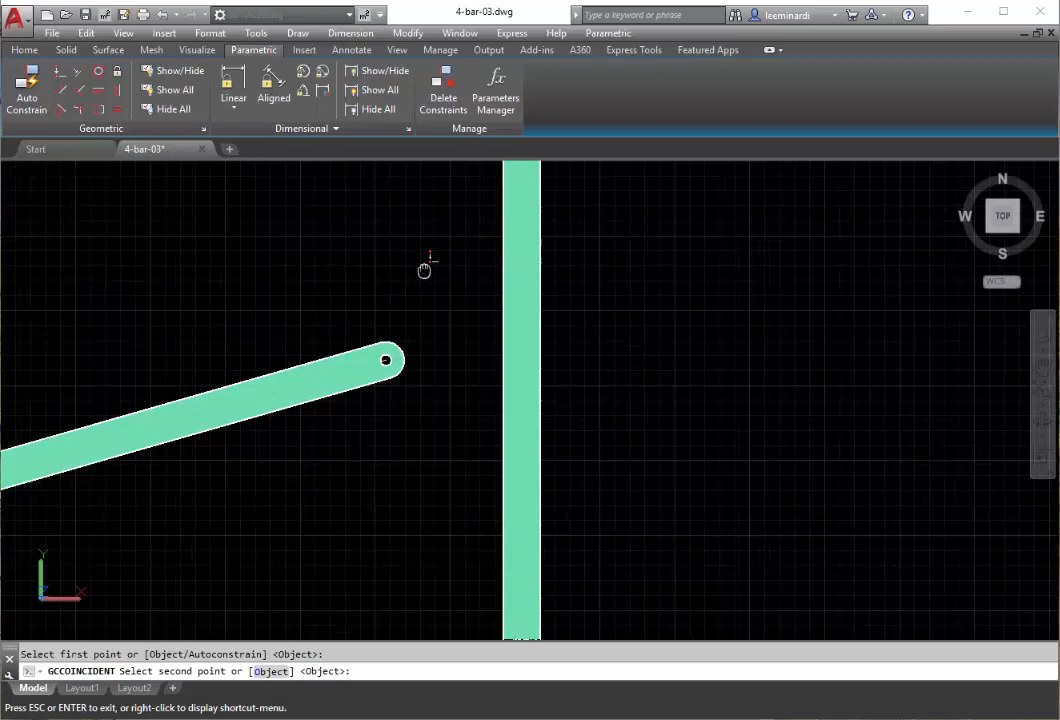 A 3D Modeling 4-bar-03.dwg Type a keyword or phrase leeminardi
File Edit View Insert Format Tools Draw Dimension Modify Window Express Help Parametric
Home Solid Surface Mesh Visualize Parametric Insert Annotate View Manage Output Add-ins A360 Express Tools Featured Apps
Auto Constrain
Show/Hide
Show All
Hide All
Linear
Aligned
Show/Hide
Show All
Hide All
Delete Constraints
fx
Parameters Manager
Geometric Dimensional Manage
Start 4-bar-03*
N
W TOP E
S
WCS
Y
Z X
Select first point or [Object/Autoconstrain] <Object>:
GCCOINCIDENT Select second point or [Object] <Object>:
Model Layout1 Layout2
Press ESC or ENTER to exit, or right-click to display shortcut-menu.